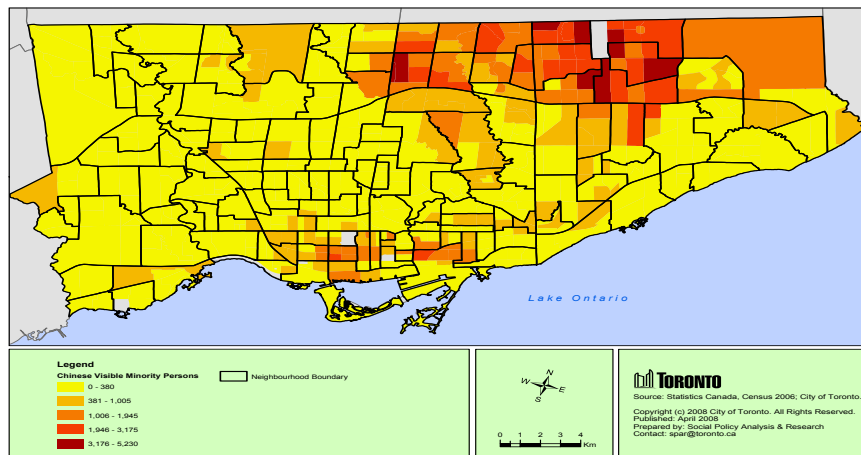 Lake Ontario
Legend
Chinese Visible Minority Persons
Neighbourhood Boundary
0 - 380
381 - 1,005
1,006 - 1,945
1,946 - 3,175
3,176 - 5,230
N
W
E
S
0 1 2 3 4
Km
TORONTO
Source: Statistics Canada, Census 2006; City of Toronto.
Copyright (c) 2008 City of Toronto. All Rights Reserved.
Published: April 2008
Prepared by: Social Policy Analysis & Research
Contact: spar@toronto.ca